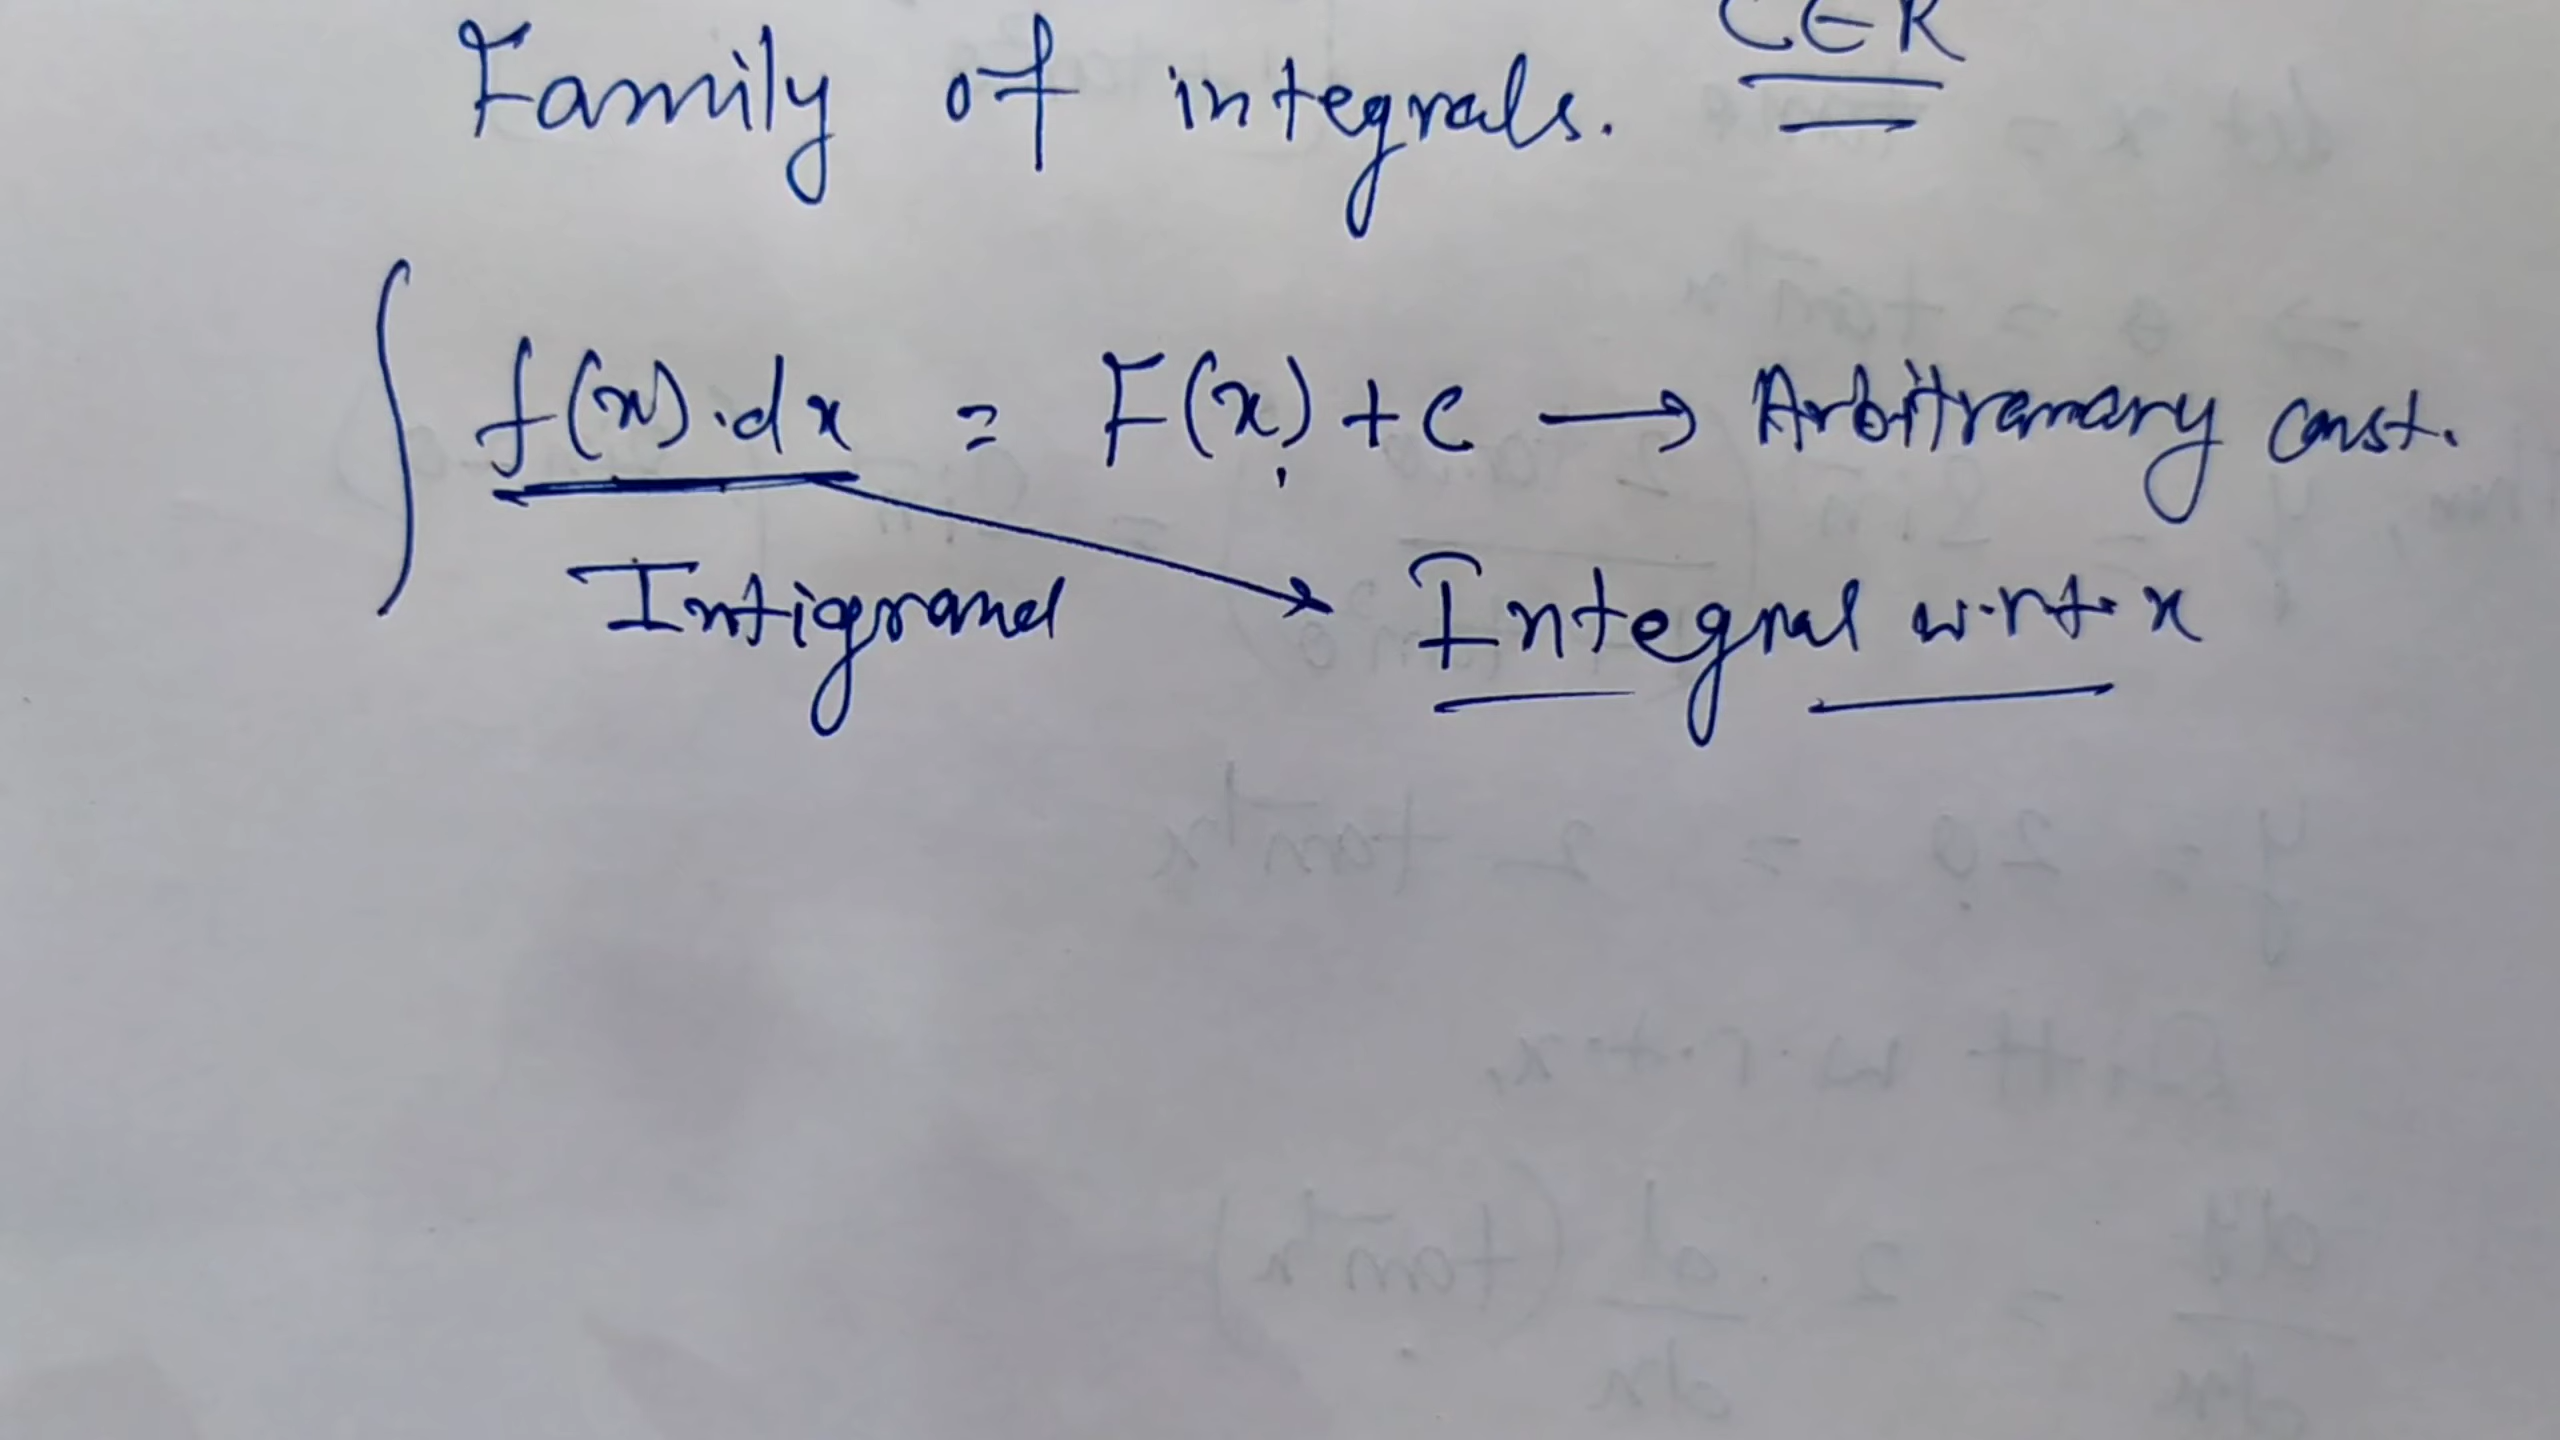 Family of integrals. C∈R
∫ f(x).dx = F(x) + c → Arbitramary const.
Intigrand Integral w.r.t. x